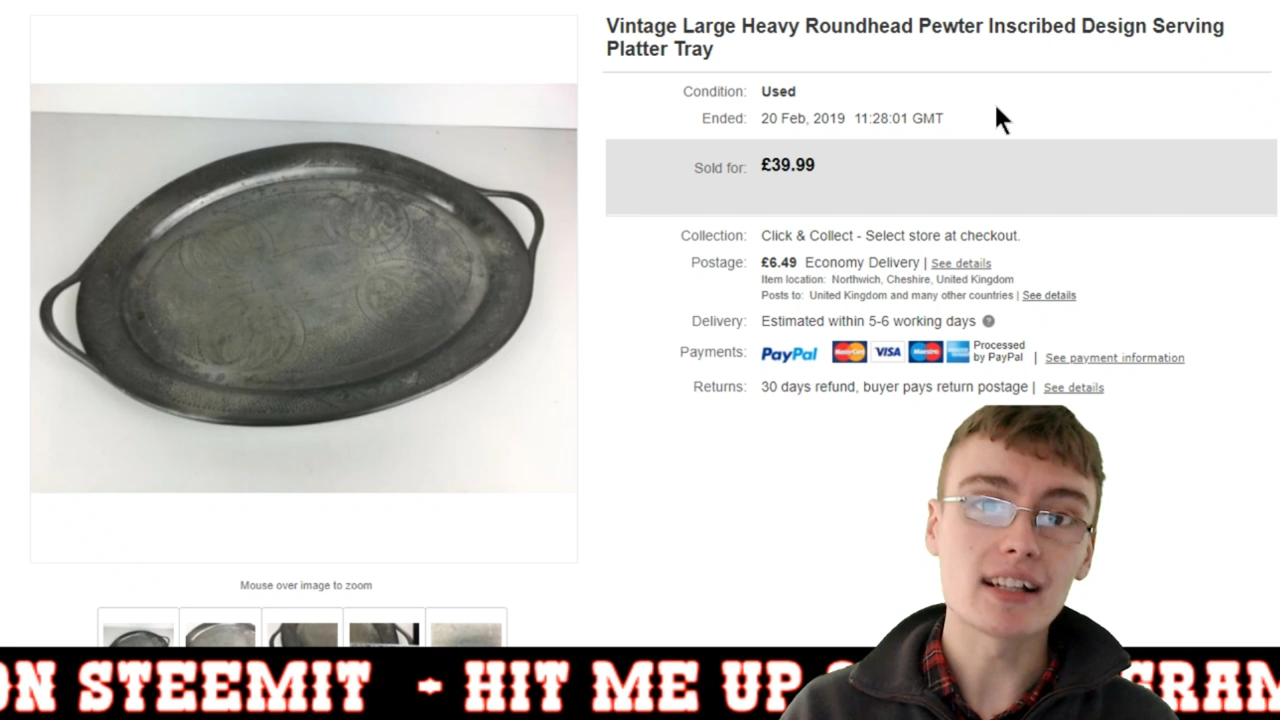 Vintage Large Heavy Roundhead Pewter Inscribed Design Serving
Platter Tray
Condition: Used
Ended: 20 Feb, 2019 11:28:01 GMT
Sold for: £39.99
Collection: Click & Collect - Select store at checkout.
Postage: £6.49 Economy Delivery | See details
Item location: Northwich, Cheshire, United Kingdom
Posts to: United Kingdom and many other countries | See details
Delivery: Estimated within 5-6 working days ?
Payments: PayPal MasterCard VISA Maestro Processed
by PayPal | See payment information
Returns: 30 days refund, buyer pays return postage | See details
Mouse over image to zoom
ON STEEMIT - HIT ME UP